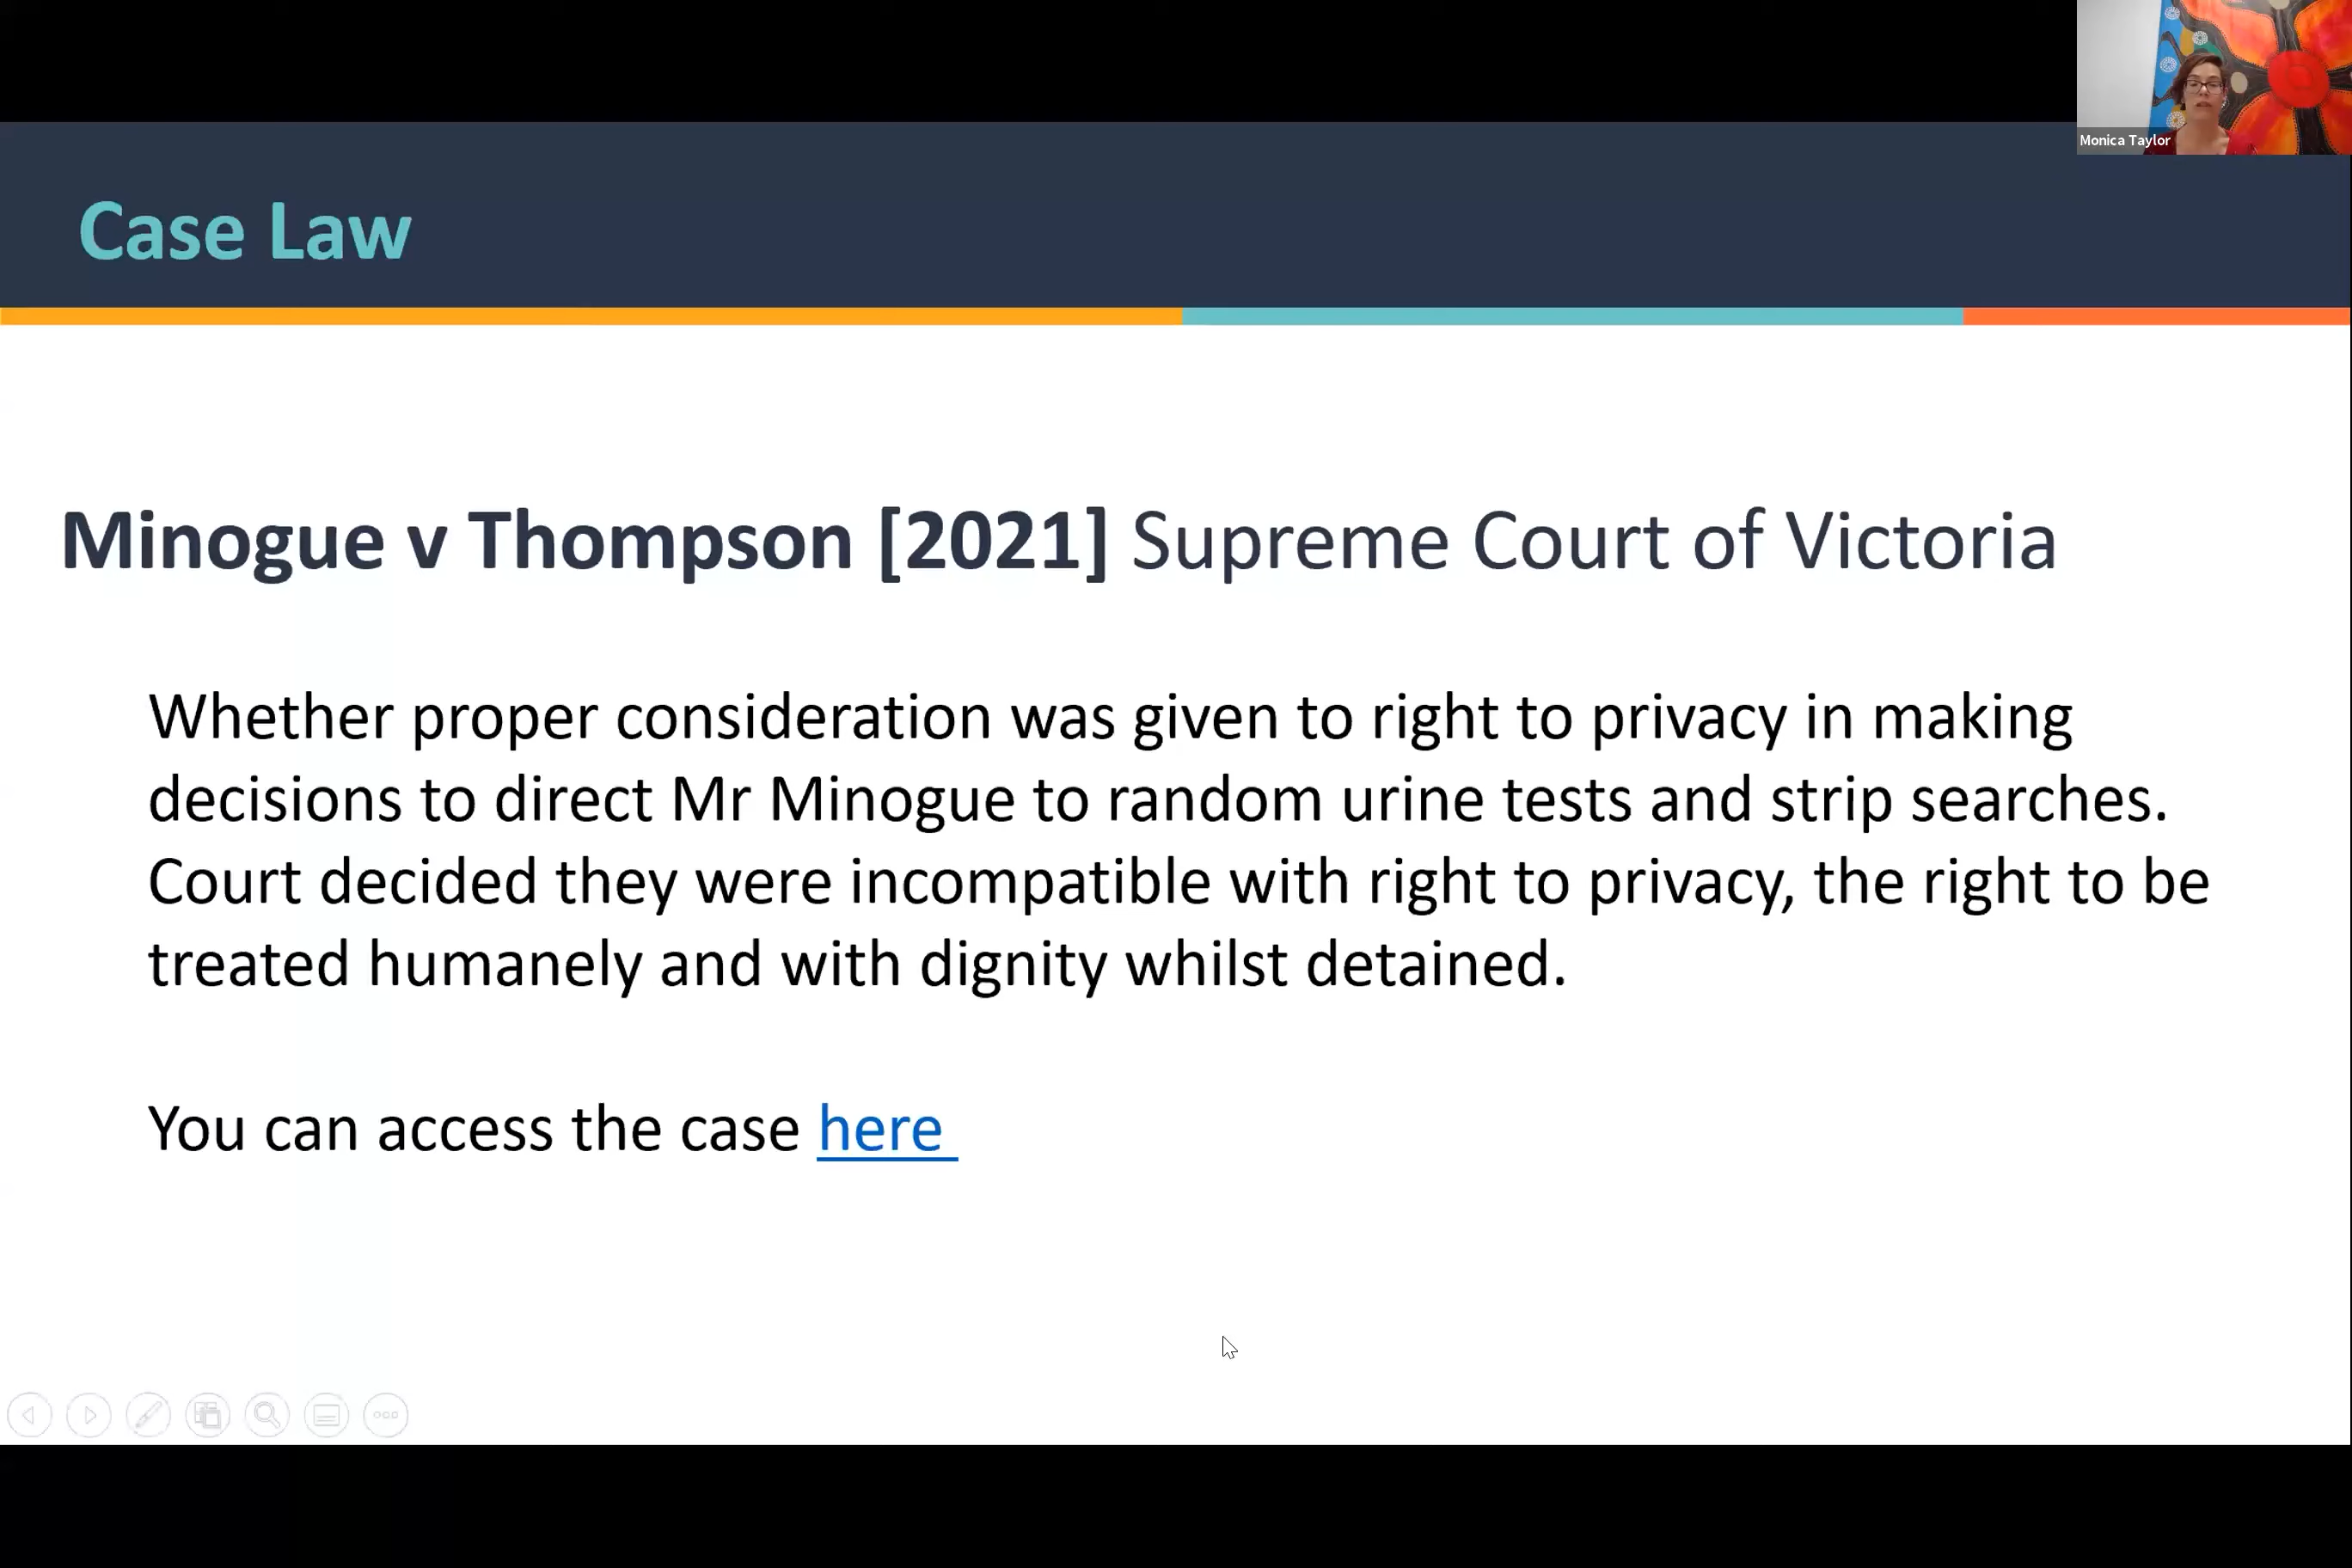 Monica Taylor
Case Law
Minogue v Thompson [2021] Supreme Court of Victoria
Whether proper consideration was given to right to privacy in making
decisions to direct Mr Minogue to random urine tests and strip searches.
Court decided they were incompatible with right to privacy, the right to be
treated humanely and with dignity whilst detained.
You can access the case here